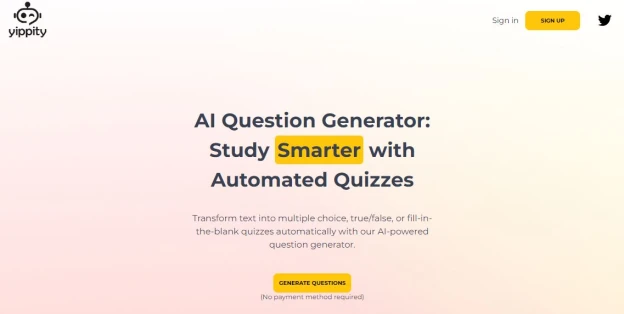 yippity
Sign in
SIGN UP
AI Question Generator:
Study Smarter with
Automated Quizzes
Transform text into multiple choice, true/false, or fill-in-
the-blank quizzes automatically with our AI-powered
question generator.
GENERATE QUESTIONS
(No payment method required)